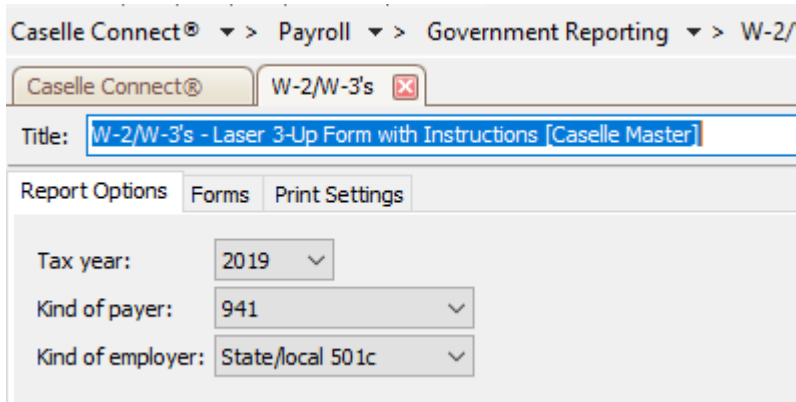 Caselle Connect® ▾ > Payroll ▾ > Government Reporting ▾ > W-2/
Caselle Connect® W-2/W-3's
Title: W-2/W-3's - Laser 3-Up Form with Instructions [Caselle Master]
Report Options Forms Print Settings
Tax year: 2019
Kind of payer: 941
Kind of employer: State/local 501c